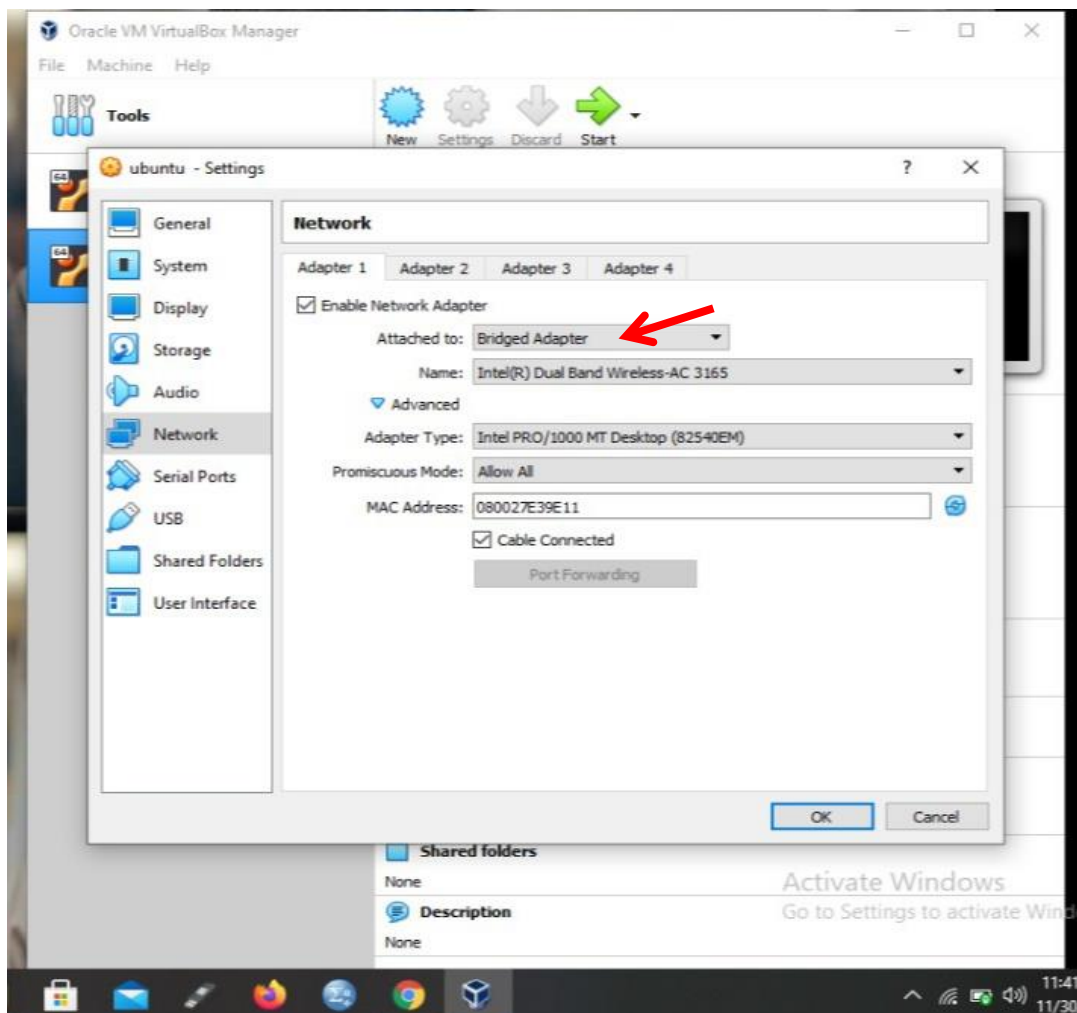 Oracle VM VirtualBox Manager
File Machine Help
Tools
New Settings Discard Start
64
64
ubuntu - Settings
?
General
System
Display
Storage
Audio
Network
Serial Ports
USB
Shared Folders
User Interface
Network
Adapter 1 Adapter 2 Adapter 3 Adapter 4
Enable Network Adapter
Attached to: Bridged Adapter
Name: Intel(R) Dual Band Wireless-AC 3165
Advanced
Adapter Type: Intel PRO/1000 MT Desktop (82540EM)
Promiscuous Mode: Allow All
MAC Address: 080027E39E11
Cable Connected
Port Forwarding
OK Cancel
Shared folders
None
Description
None
Activate Windows
Go to Settings to activate Wind
11:41
11/30